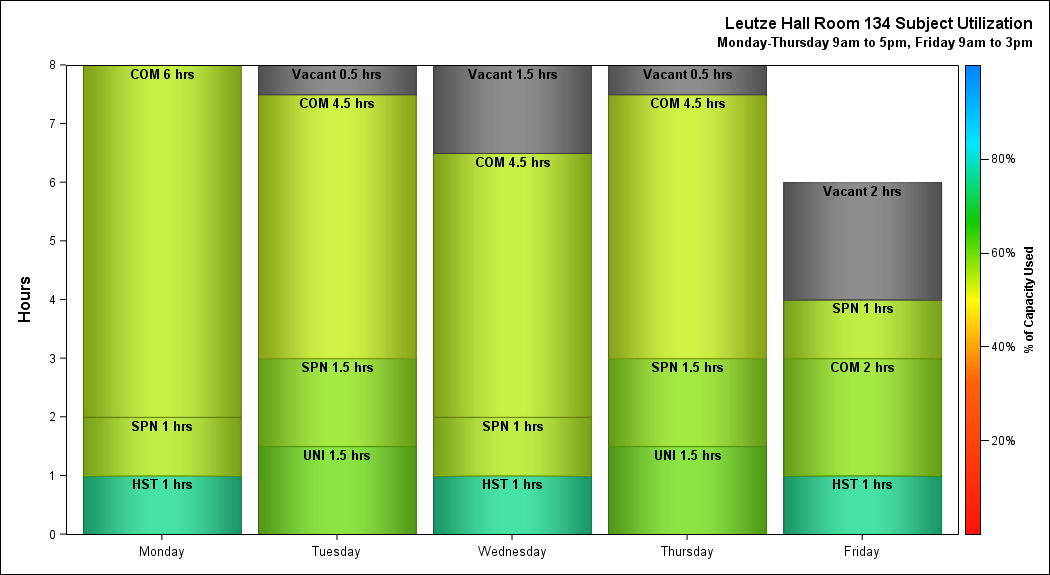 Leutze Hall Room 134 Subject Utilization
Monday-Thursday 9am to 5pm, Friday 9am to 3pm
8
7
6
5
4
3
2
1
0
Hours
COM 6 hrs
SPN 1 hrs
HST 1 hrs
Vacant 0.5 hrs
COM 4.5 hrs
SPN 1.5 hrs
UNI 1.5 hrs
Vacant 1.5 hrs
COM 4.5 hrs
SPN 1 hrs
HST 1 hrs
Vacant 0.5 hrs
COM 4.5 hrs
SPN 1.5 hrs
UNI 1.5 hrs
Vacant 2 hrs
SPN 1 hrs
COM 2 hrs
HST 1 hrs
Monday Tuesday Wednesday Thursday Friday
80%
60%
40%
20%
% of Capacity Used